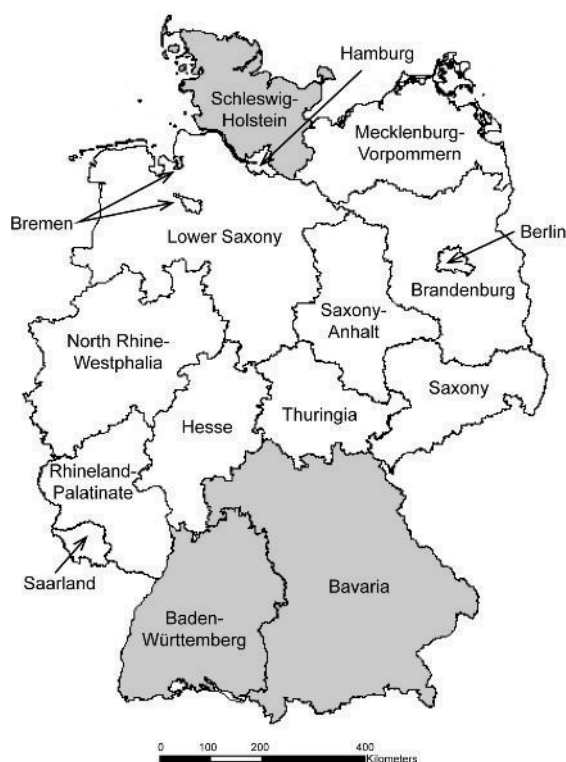 Hamburg
Schleswig-
Holstein
Mecklenburg-
Vorpommern
Bremen
Lower Saxony
Berlin
Brandenburg
Saxony-
Anhalt
North Rhine-
Westphalia
Saxony
Hesse
Thuringia
Rhineland-
Palatinate
Saarland
Bavaria
Baden-
Württemberg
0 100 200 400
Kilometers